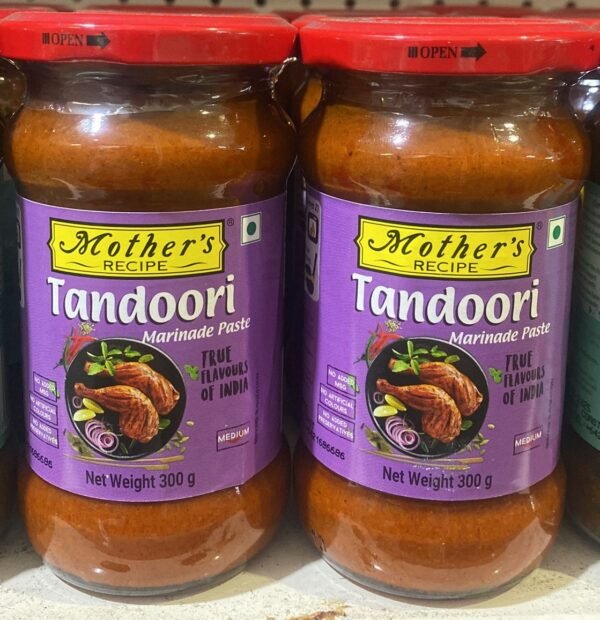 OPEN
Mother's®
RECIPE
Tandoori
Marinade Paste
TRUE
FLAVOURS
OF INDIA
NO ADDED
MSG
NO ARTIFICIAL
COLOURS
NO ADDED
PRESERVATIVES
MEDIUM
Net Weight 300 g
OPEN
Mother's®
RECIPE
Tandoori
Marinade Paste
TRUE
FLAVOURS
OF INDIA
NO ADDED
MSG
NO ARTIFICIAL
COLOURS
NO ADDED
PRESERVATIVES
MEDIUM
1686686
Net Weight 300 g